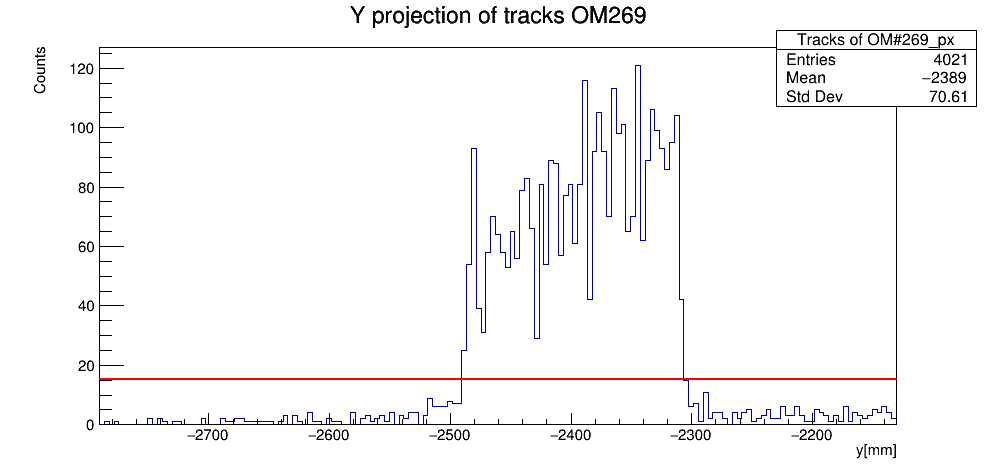 Y projection of tracks OM269
Counts
Tracks of OM#269_px
Entries 4021
Mean −2389
Std Dev 70.61
120
100
80
60
40
20
0
−2700 −2600 −2500 −2400 −2300 −2200
y[mm]